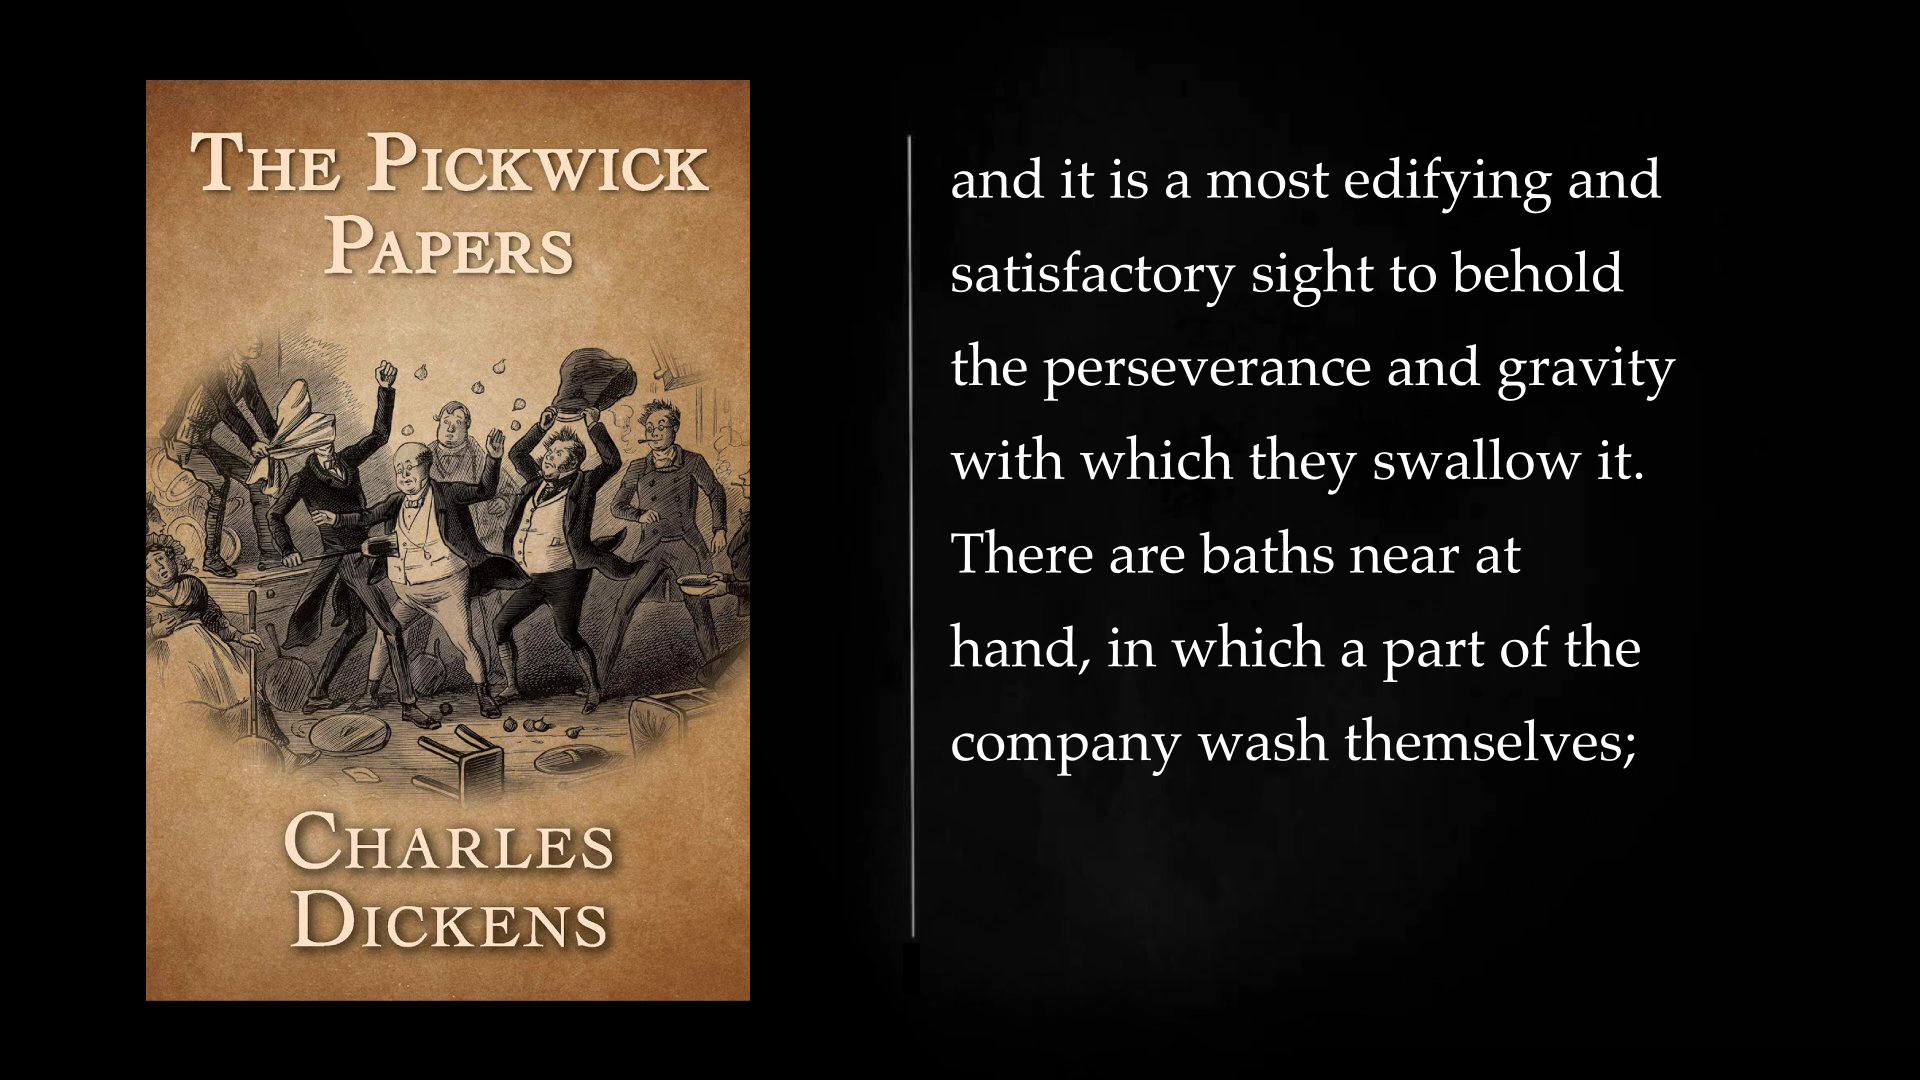 The Pickwick
Papers
Charles
Dickens
and it is a most edifying and
satisfactory sight to behold
the perseverance and gravity
with which they swallow it.
There are baths near at
hand, in which a part of the
company wash themselves;